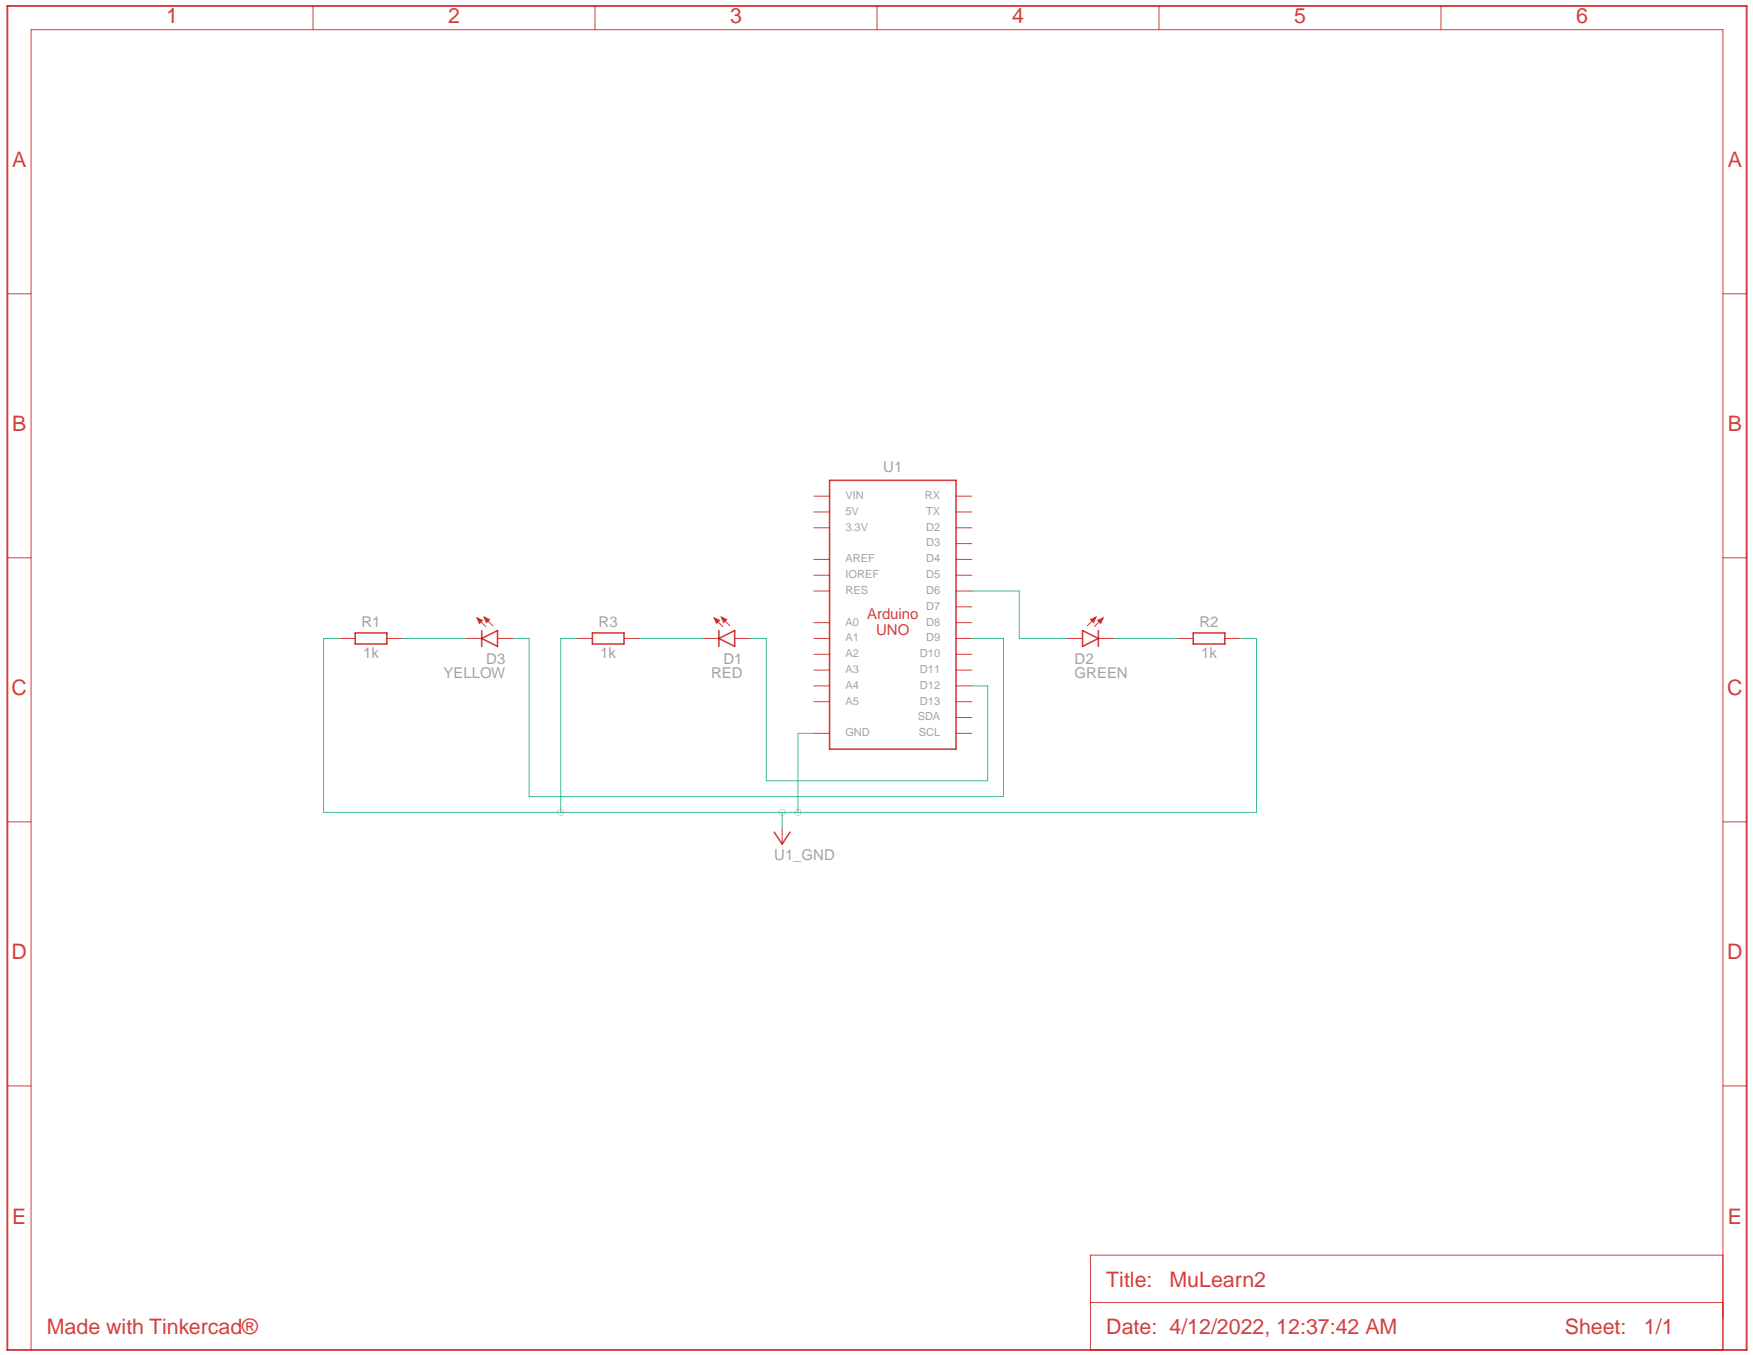 1 2 3 4 5 6
A A
B B
U1
VIN RX
5V TX
3.3V D2
D3
AREF D4
IOREF D5
RES D6
D7
Arduino
UNO
A0 D8
A1 D9
A2 D10
A3 D11
A4 D12
A5 D13
SDA
GND SCL
R1
1k
D3
YELLOW
R3
1k
D1
RED
D2
GREEN
R2
1k
C C
U1_GND
D D
E E
Title: MuLearn2
Made with Tinkercad®
Date: 4/12/2022, 12:37:42 AM Sheet: 1/1